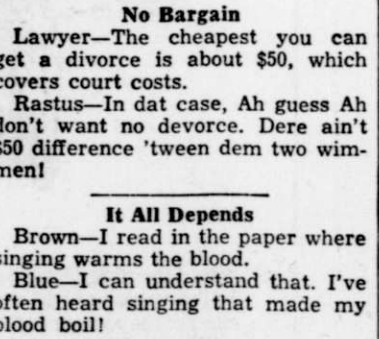 No Bargain
Lawyer—The cheapest you can
get a divorce is about $50, which
covers court costs.
Rastus—In dat case, Ah guess Ah
don't want no devorce. Dere ain't
$50 difference 'tween dem two wim-
men!
It All Depends
Brown—I read in the paper where
singing warms the blood.
Blue—I can understand that. I've
often heard singing that made my
blood boil!